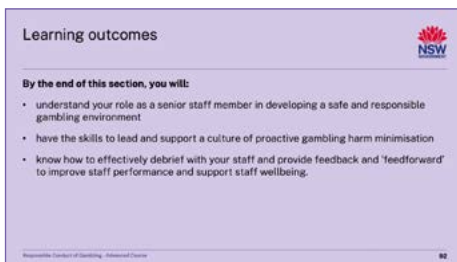 Learning outcomes
NSW
GOVERNMENT
By the end of this section, you will:
• understand your role as a senior staff member in developing a safe and responsible
gambling environment
• have the skills to lead and support a culture of proactive gambling harm minimisation
• know how to effectively debrief with your staff and provide feedback and 'feedforward'
to improve staff performance and support staff wellbeing.
Responsible Conduct of Gambling - Advanced Course
92